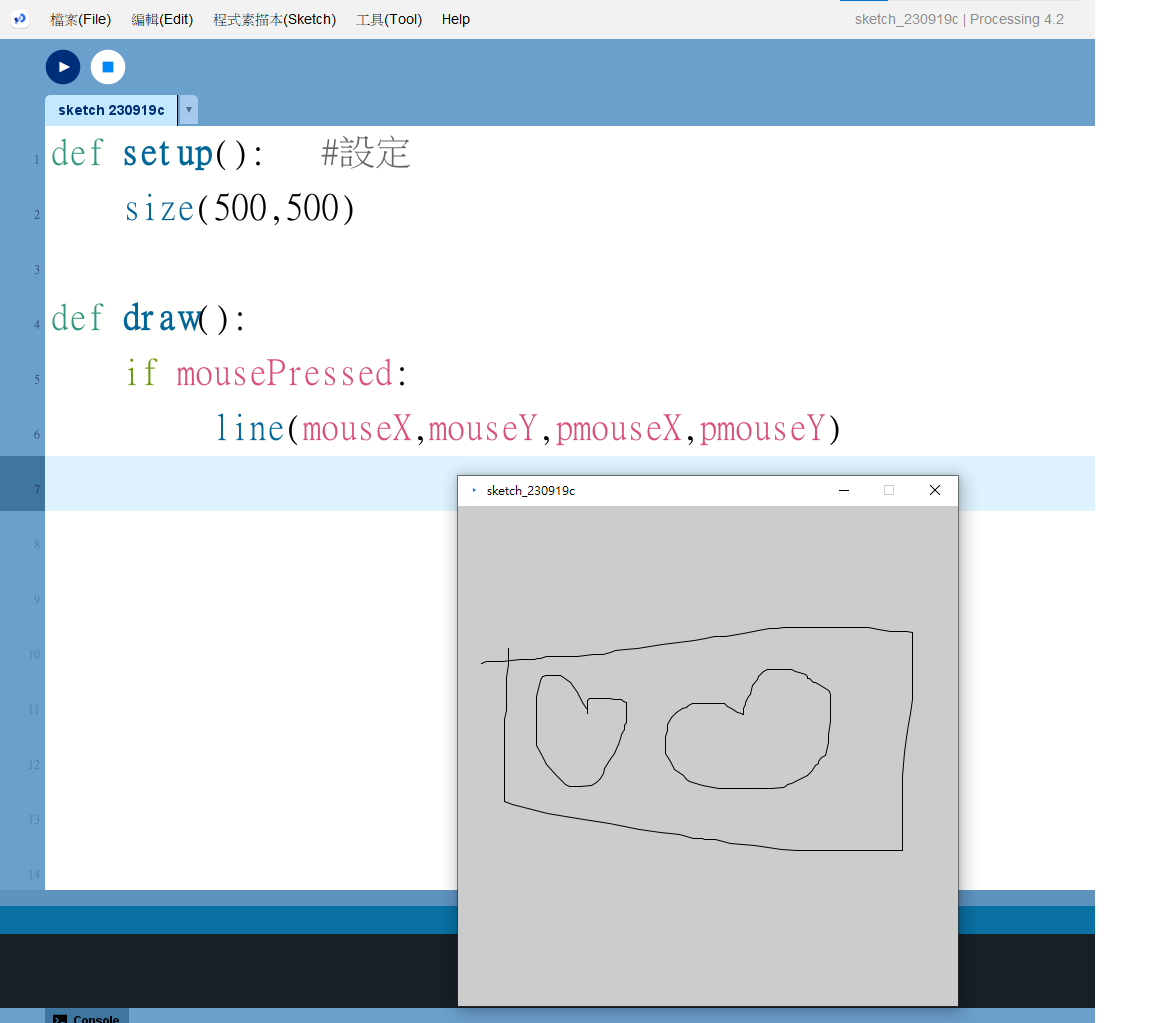 檔案(File) 編輯(Edit) 程式素描本(Sketch) 工具(Tool) Help sketch_230919c | Processing 4.2
sketch 230919c ▾
1 def setup(): #設定
2 size(500,500)
3
4 def draw():
5 if mousePressed:
6 line(mouseX,mouseY,pmouseX,pmouseY)
7
sketch_230919c
8
9
10
11
12
13
14
Console